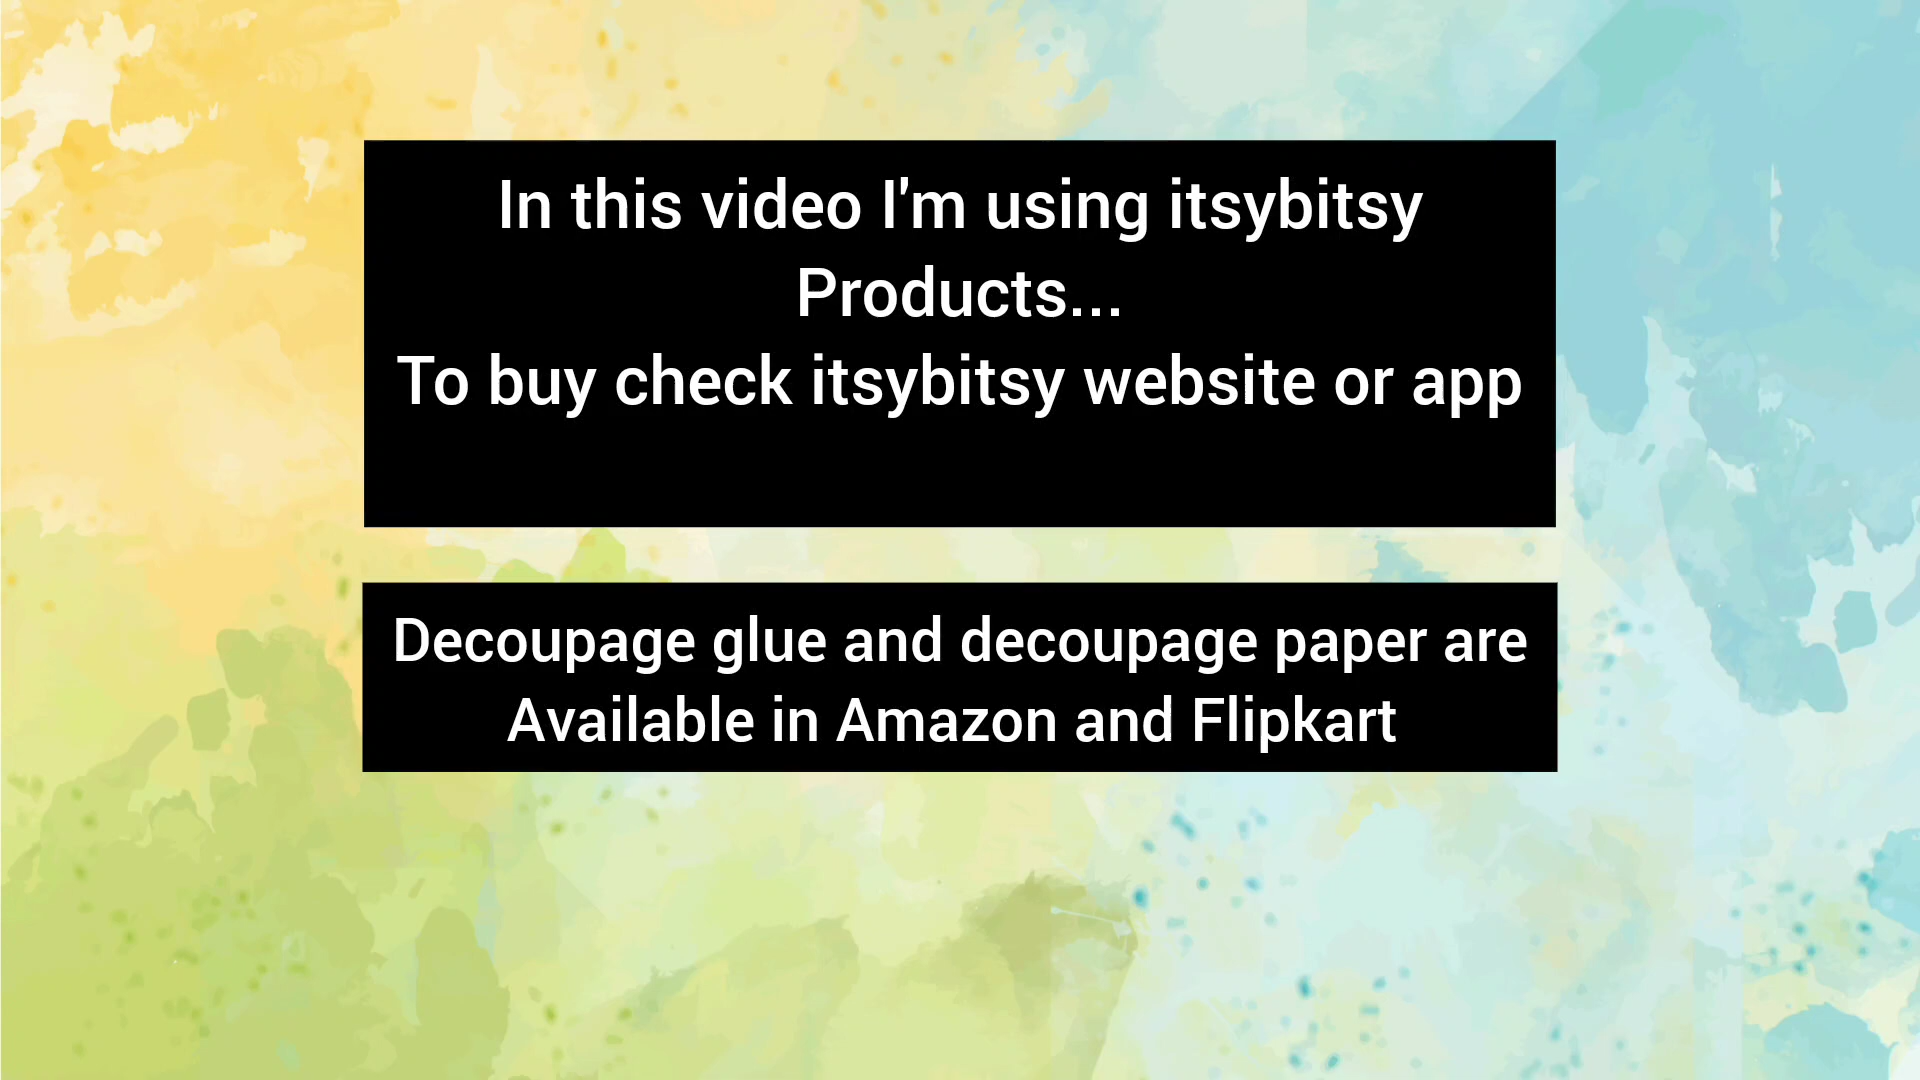 In this video I'm using itsybitsy
Products...
To buy check itsybitsy website or app
Decoupage glue and decoupage paper are
Available in Amazon and Flipkart